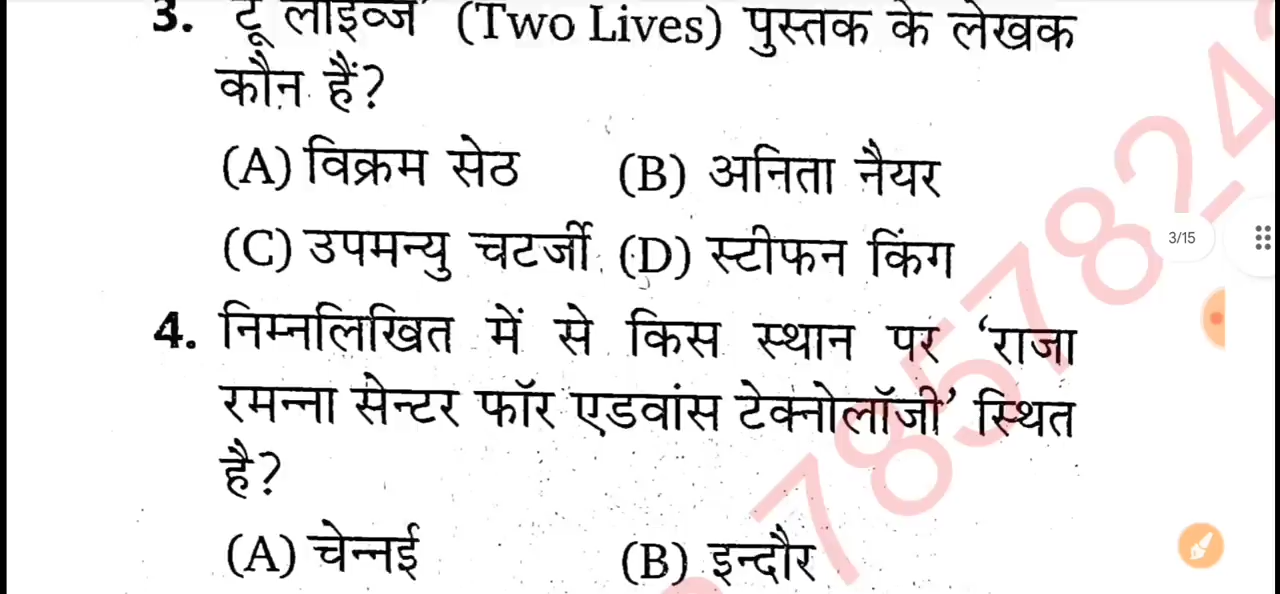 3. टू लाइव्ज' (Two Lives) पुस्तक के लेखक
कौन हैं?
(A) विक्रम सेठ (B) अनिता नैयर
(C) उपमन्यु चटर्जी (D) स्टीफन किंग
3/15
4. निम्नलिखित में से किस स्थान पर 'राजा
रमन्ना सेन्टर फॉर एडवांस टेक्नोलॉजी' स्थित
है?
(A) चेन्नई (B) इन्दौर